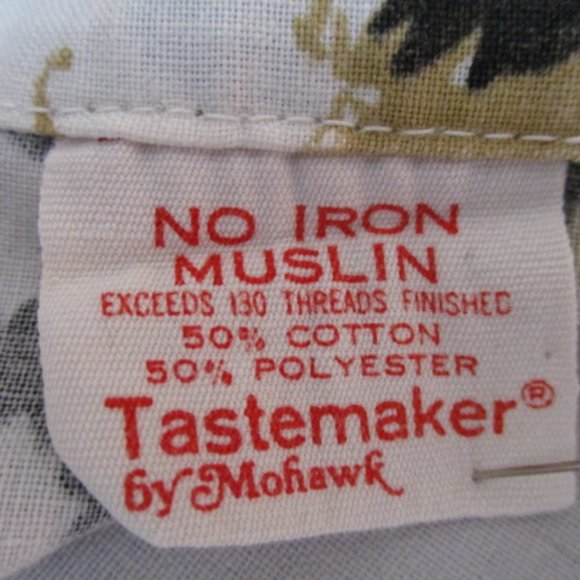 NO IRON
MUSLIN
EXCEEDS 130 THREADS FINISHED
50% COTTON
50% POLYESTER
Tastemaker®
by Mohawk